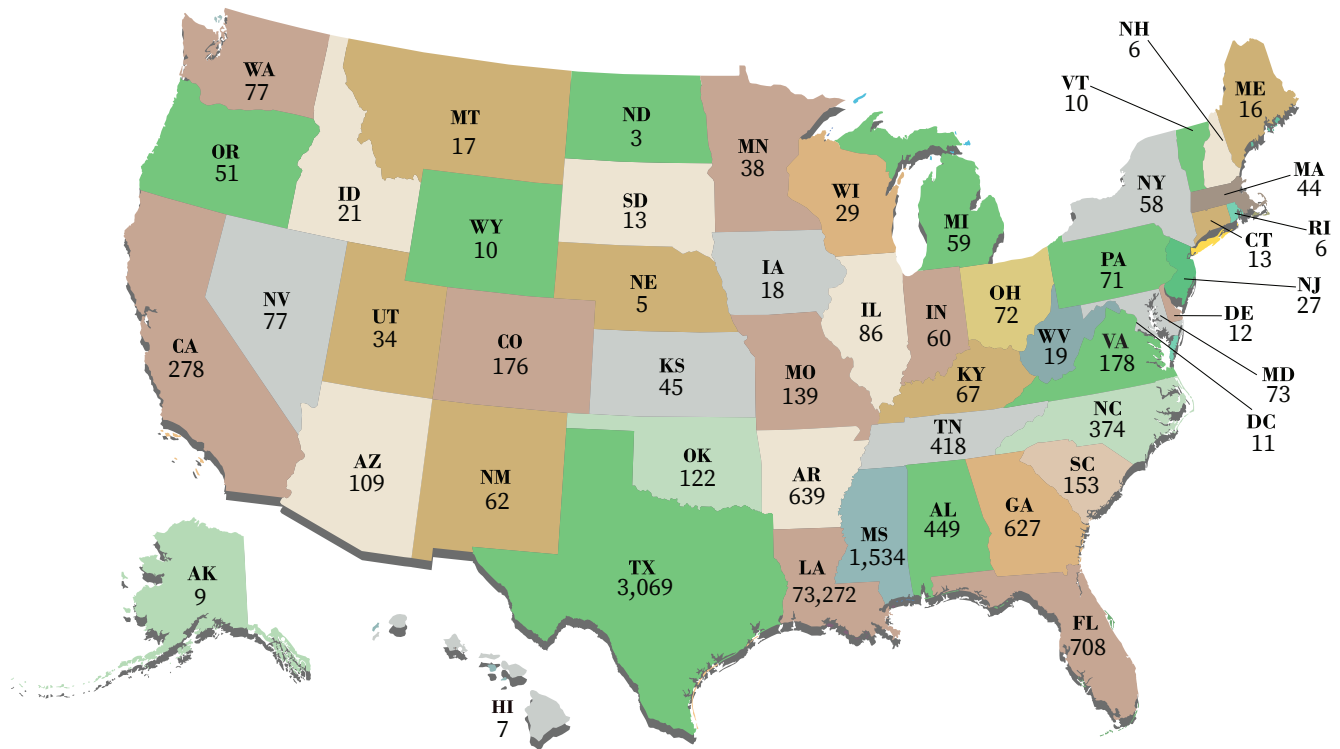 NH
6
VT
10
ME
16
WA
77
MT
17
ND
3
MN
38
OR
51
ID
21
SD
13
WI
29
MI
59
NY
58
MA
44
RI
6
CT
13
NJ
27
WY
10
NE
5
IA
18
PA
71
DE
12
NV
77
UT
34
CO
176
KS
45
IL
86
IN
60
OH
72
WV
19
VA
178
MD
73
DC
11
CA
278
MO
139
KY
67
NC
374
TN
418
AZ
109
NM
62
OK
122
AR
639
SC
153
MS
1,534
AL
449
GA
627
TX
3,069
LA
73,272
FL
708
AK
9
HI
7